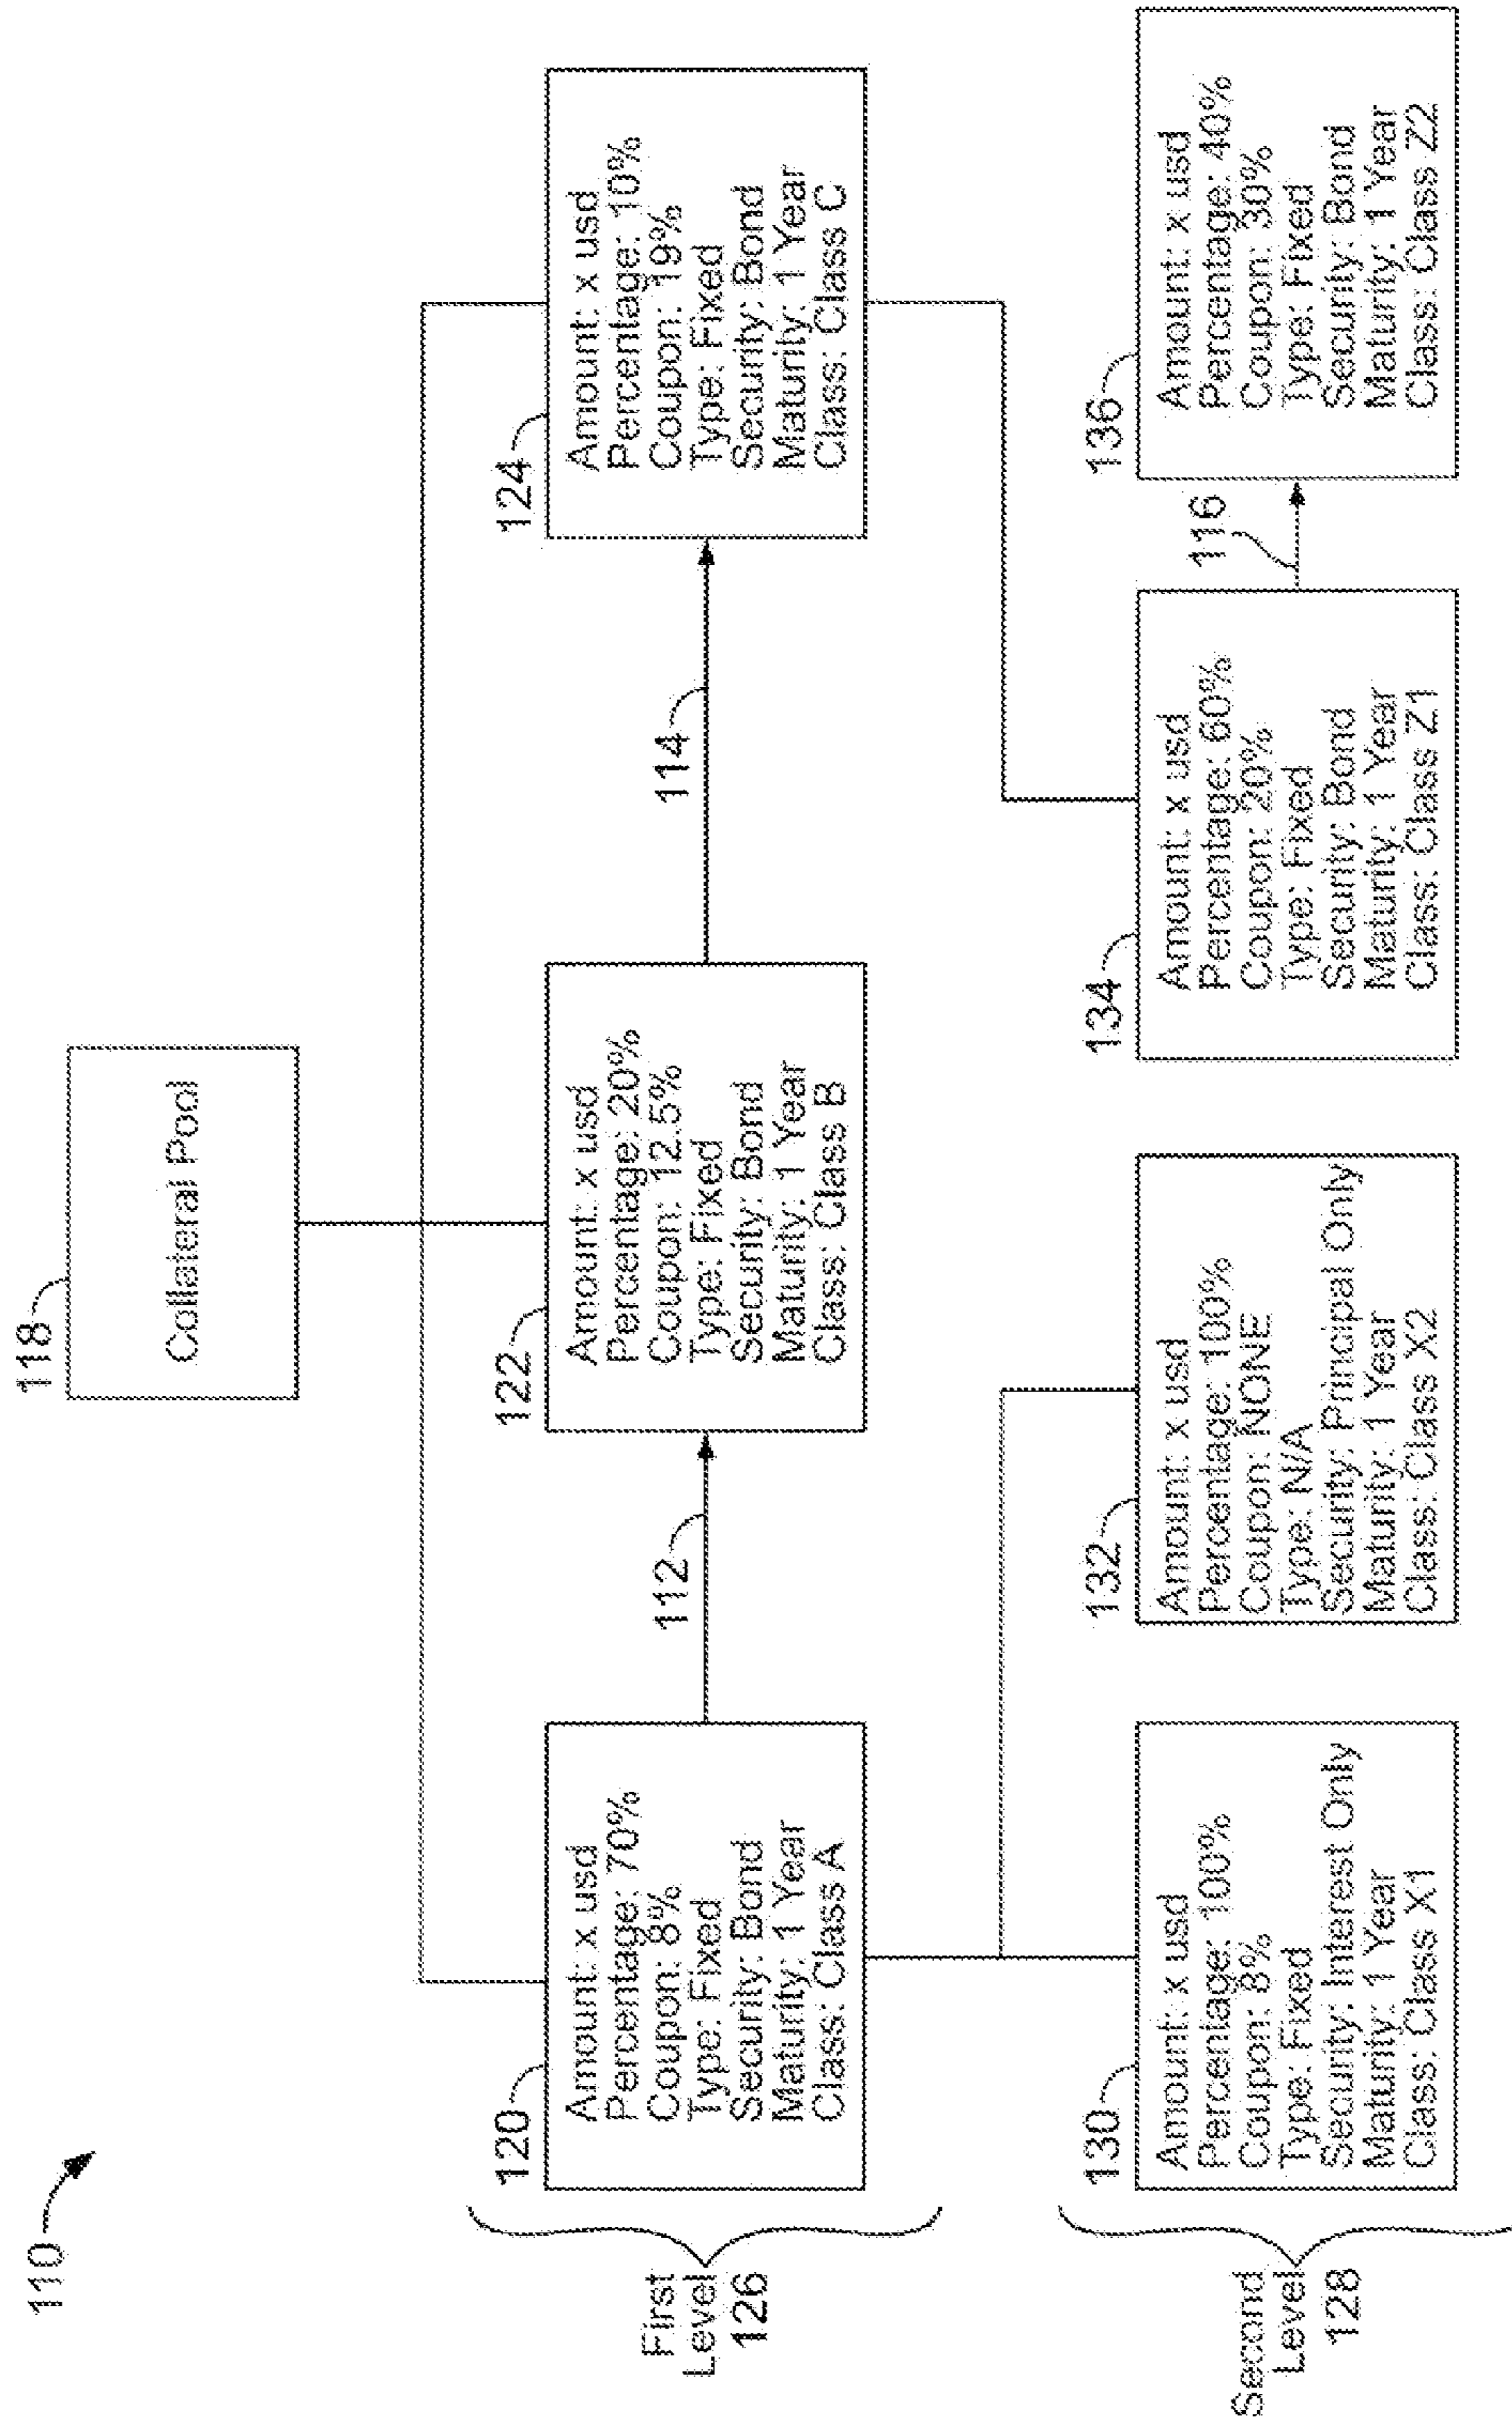 110
118
Collateral Pool
First
Level
126
120
Amount: x usd
Percentage: 70%
Coupon: 8%
Type: Fixed
Security: Bond
Maturity: 1 Year
Class: Class A
112
122
Amount: x usd
Percentage: 20%
Coupon: 12.5%
Type: Fixed
Security: Bond
Maturity: 1 Year
Class: Class B
114
124
Amount: x usd
Percentage: 10%
Coupon: 19%
Type: Fixed
Security: Bond
Maturity: 1 Year
Class: Class C
Second
Level
128
130
Amount: x usd
Percentage: 100%
Coupon: 8%
Type: Fixed
Security: Interest Only
Maturity: 1 Year
Class: Class X1
132
Amount: x usd
Percentage: 100%
Coupon: NONE
Type: N/A
Security: Principal Only
Maturity: 1 Year
Class: Class X2
134
Amount: x usd
Percentage: 60%
Coupon: 20%
Type: Fixed
Security: Bond
Maturity: 1 Year
Class: Class Z1
116
136
Amount: x usd
Percentage: 40%
Coupon: 30%
Type: Fixed
Security: Bond
Maturity: 1 Year
Class: Class Z2